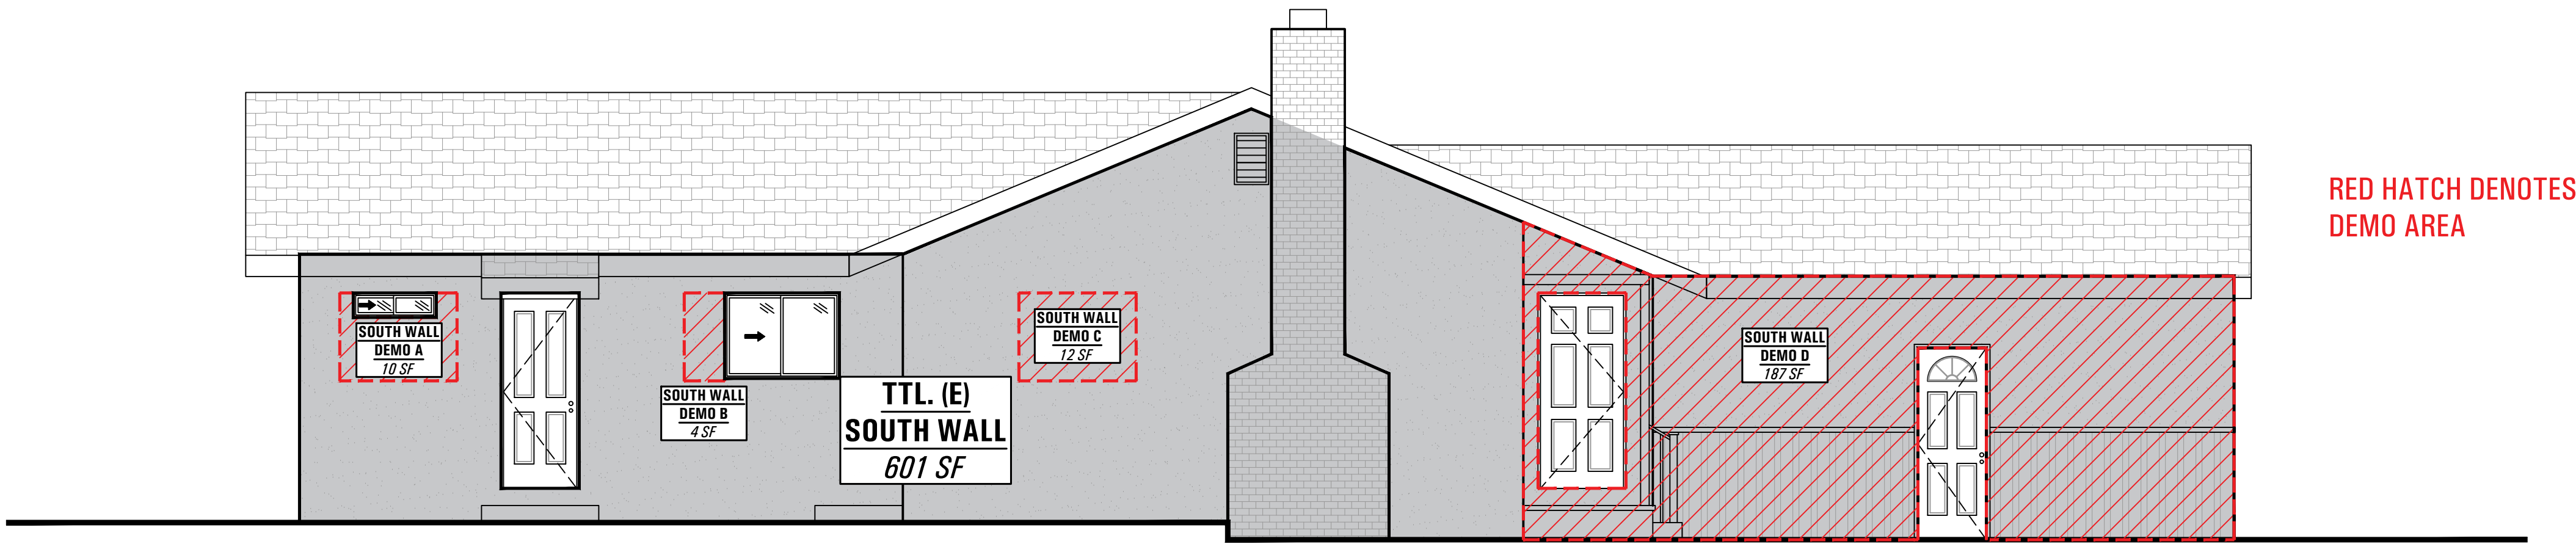 RED HATCH DENOTES
DEMO AREA
SOUTH WALL
DEMO A
10 SF
SOUTH WALL
DEMO B
4 SF
TTL. (E)
SOUTH WALL
601 SF
SOUTH WALL
DEMO C
12 SF
SOUTH WALL
DEMO D
187 SF